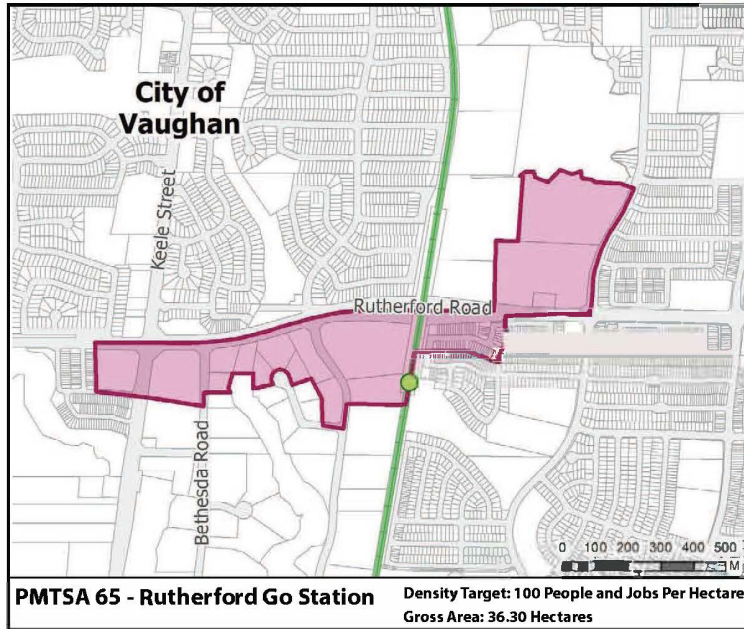 City of
Vaughan
Keele Street
Rutherford Road
Bethesda Road
0 100 200 300 400 500
M
PMTSA 65 - Rutherford Go Station
Density Target: 100 People and Jobs Per Hectare
Gross Area: 36.30 Hectares